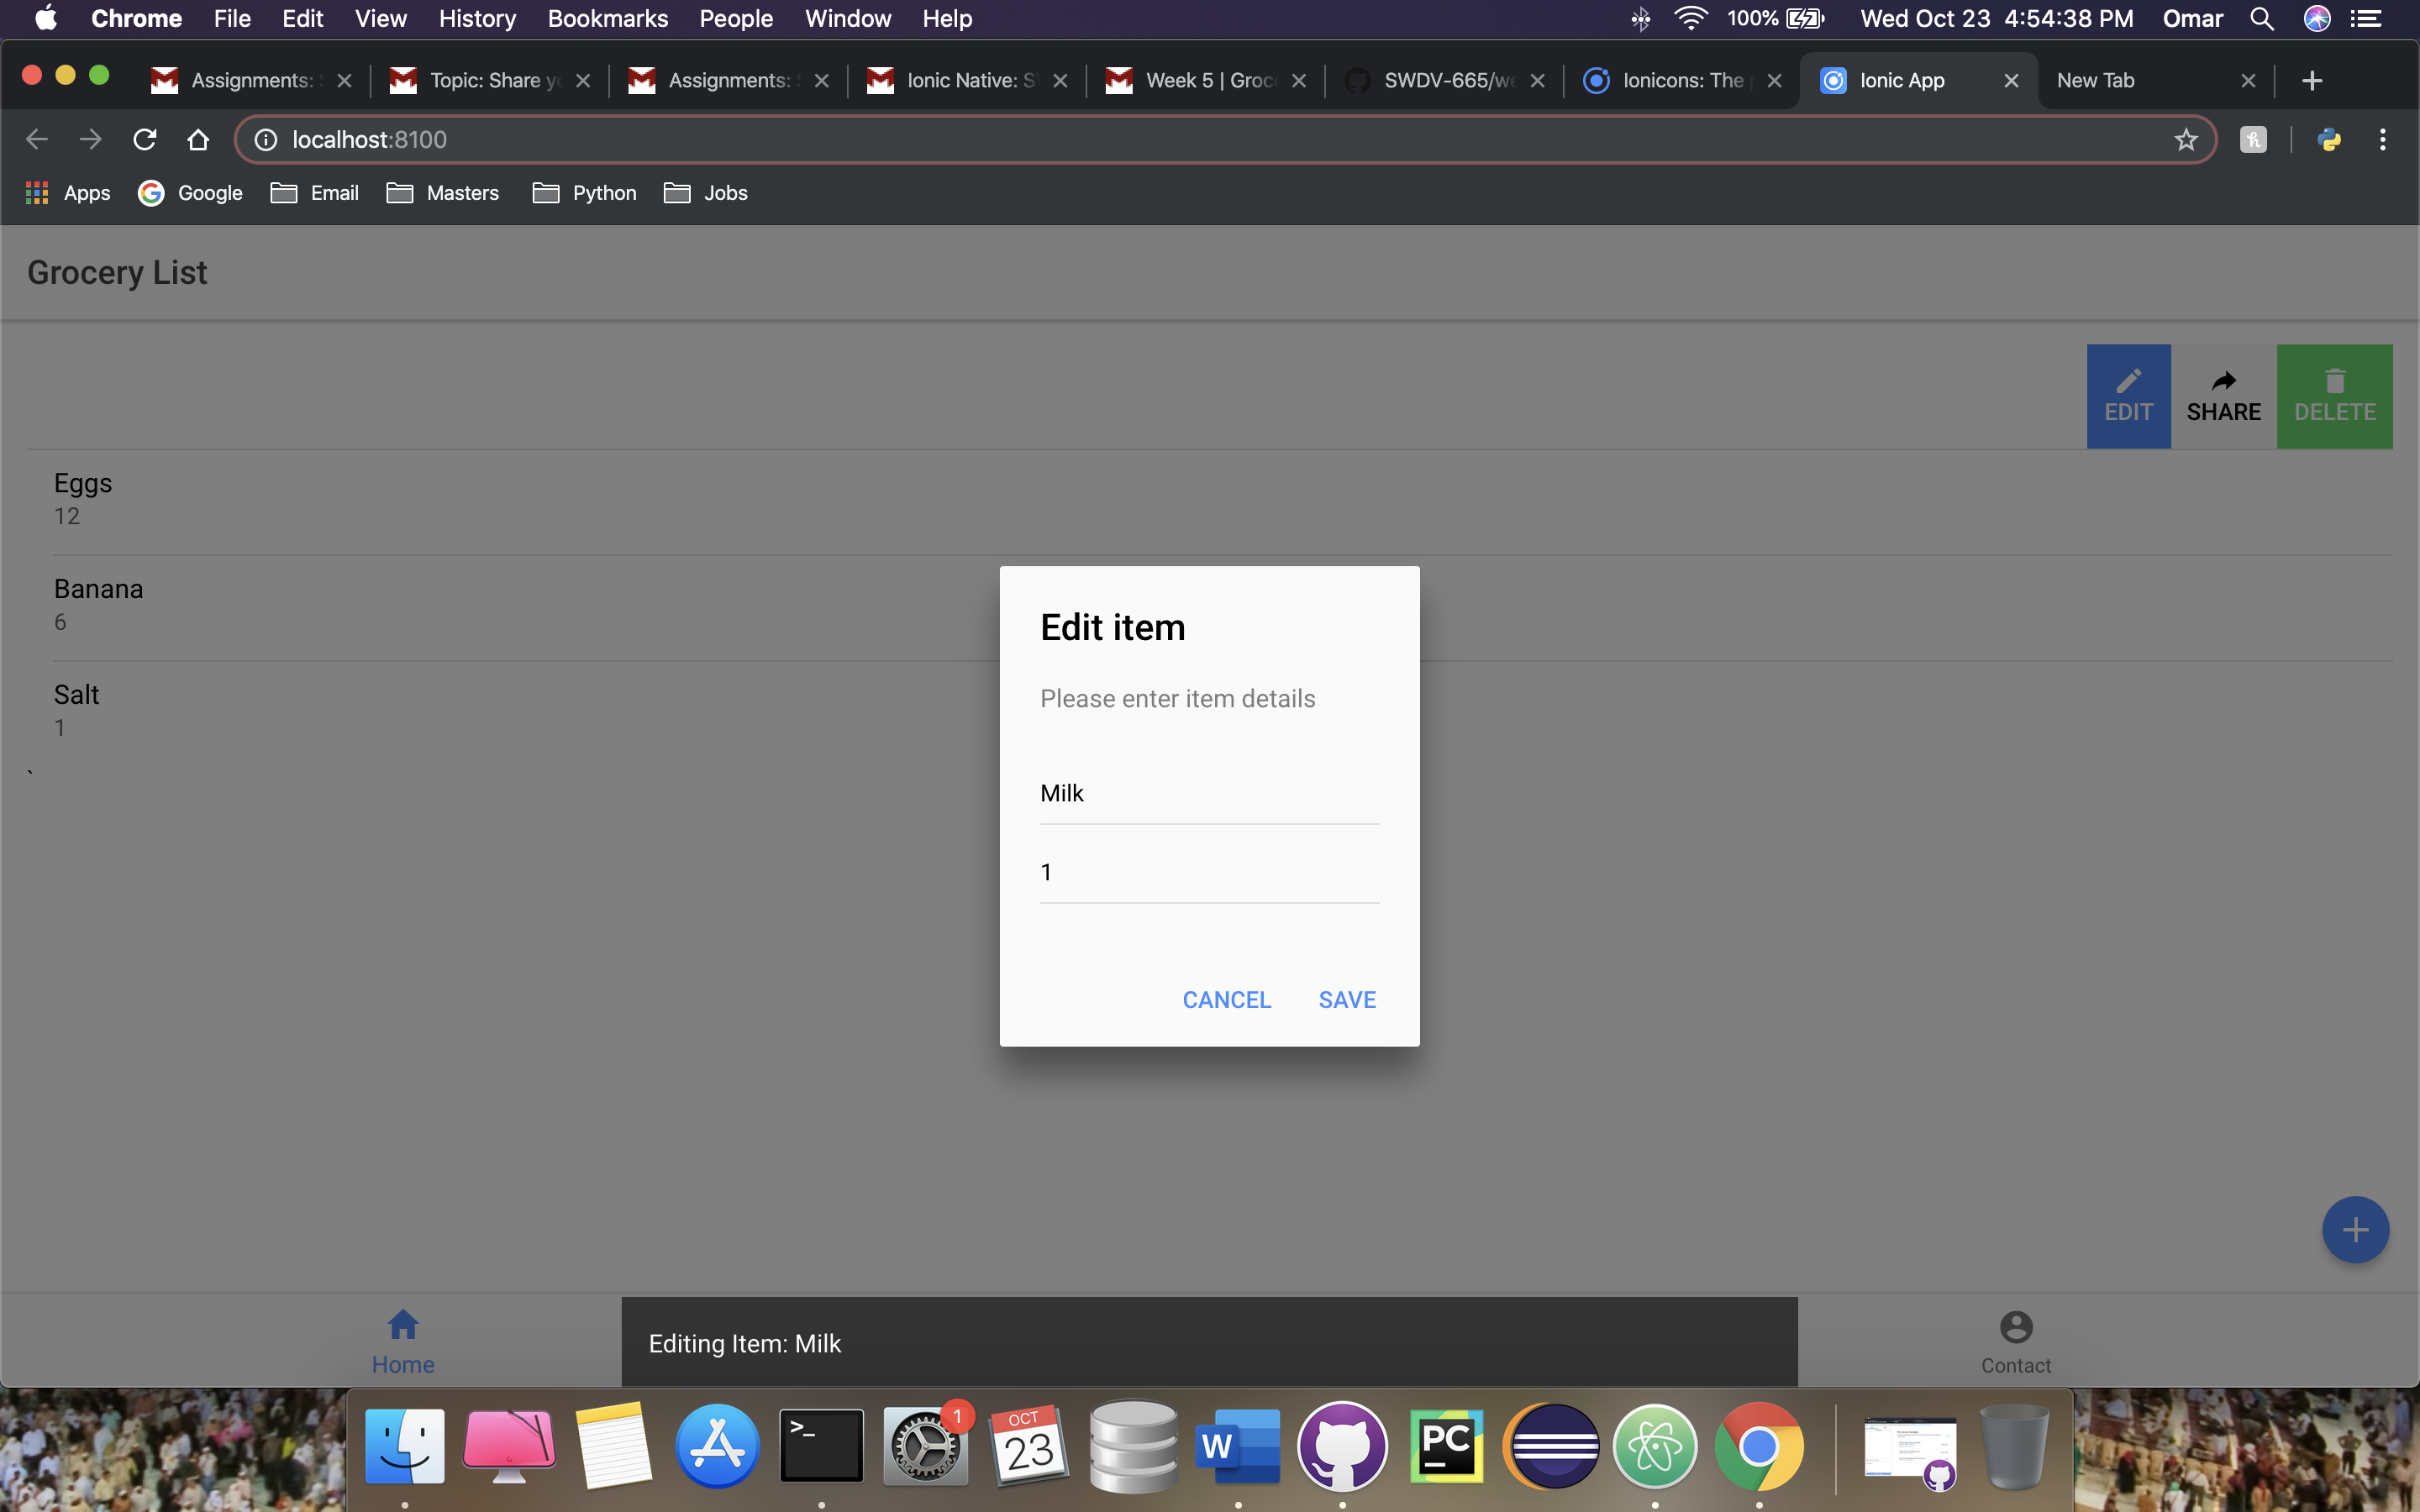 Chrome File Edit View History Bookmarks People Window Help 100% Wed Oct 23 4:54:38 PM Omar
Assignments: Topic: Share Assignments: Ionic Native: Week 5 | SWDV-665/ Ionicons: The Ionic App New Tab
localhost:8100
Apps Google Email Masters Python Jobs
Grocery List
EDIT SHARE DELETE
Eggs
12
Banana
6
Salt
1
`
Edit item
Please enter item details
Milk
1
CANCEL SAVE
Home
Editing Item: Milk
Contact
>_
1
OCT
23
W
PC